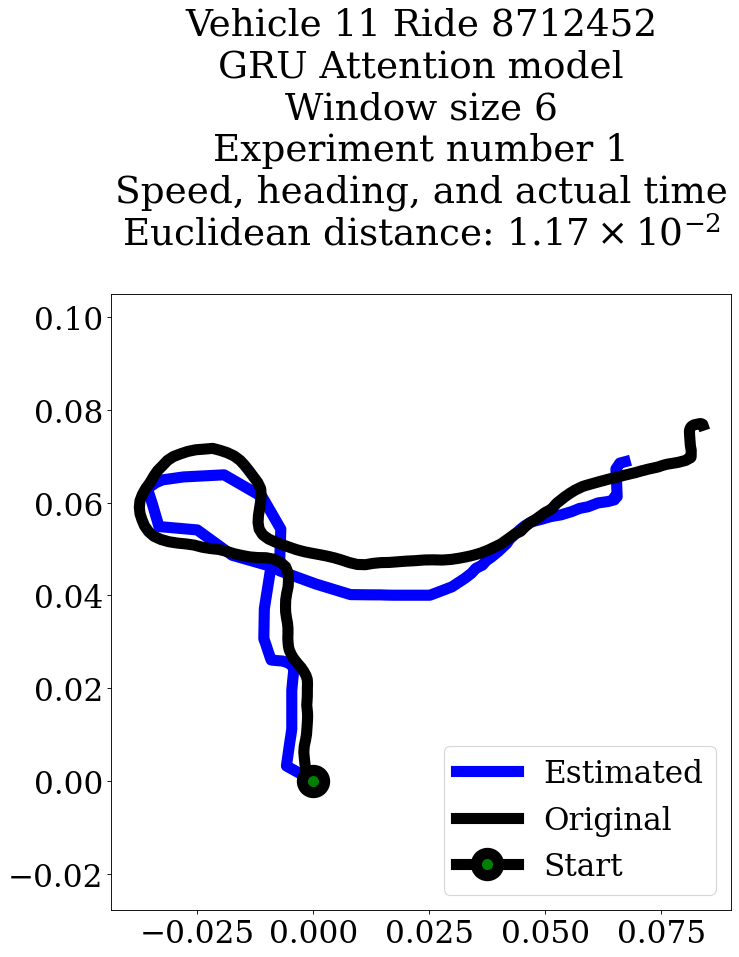 Vehicle 11 Ride 8712452
GRU Attention model
Window size 6
Experiment number 1
Speed, heading, and actual time
Euclidean distance: 1.17 × 10⁻²
0.10
0.08
0.06
0.04
0.02
0.00
−0.02
Estimated
Original
Start
−0.025 0.000 0.025 0.050 0.075